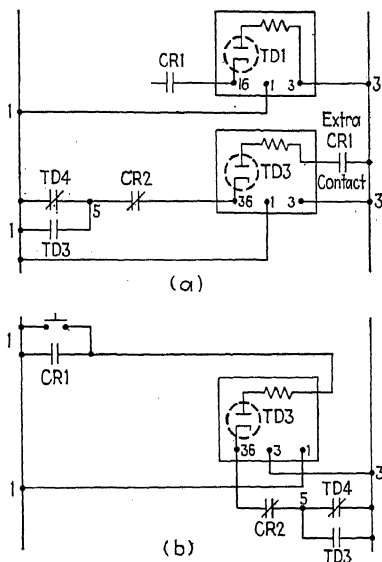 CR1
TD1
16 1 3
3
1
Extra
CR1
Contact
TD4
CR2
TD3
5
36 1 3
3
1
TD3
(a)
1
CR1
TD3
36 3 1
3
1
5
TD4
CR2
TD3
(b)